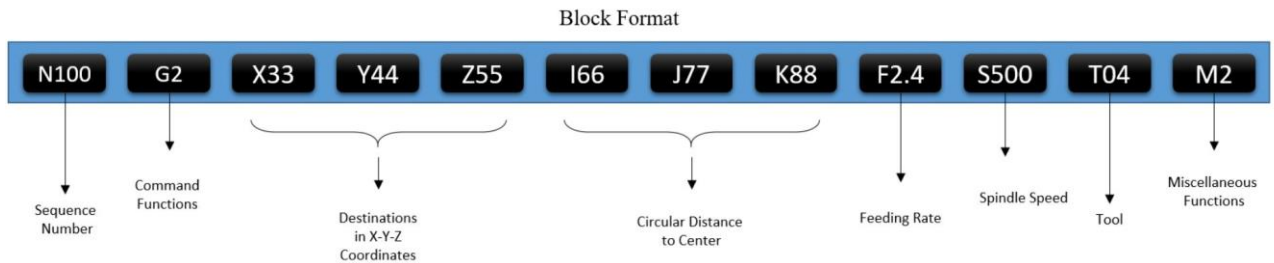 Block Format
N100 G2 X33 Y44 Z55 I66 J77 K88 F2.4 S500 T04 M2
Sequence
Number
Command
Functions
Destinations
in X-Y-Z
Coordinates
Circular Distance
to Center
Feeding Rate
Spindle Speed
Tool
Miscellaneous
Functions